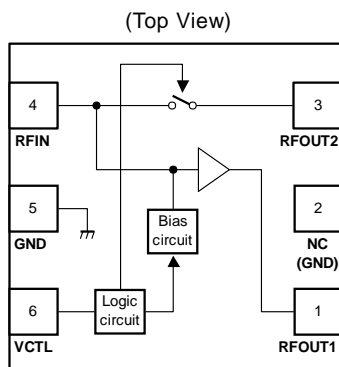 (Top View)
4
RFIN
3
RFOUT2
5
GND
Bias
circuit
2
NC
(GND)
6
VCTL
Logic
circuit
1
RFOUT1